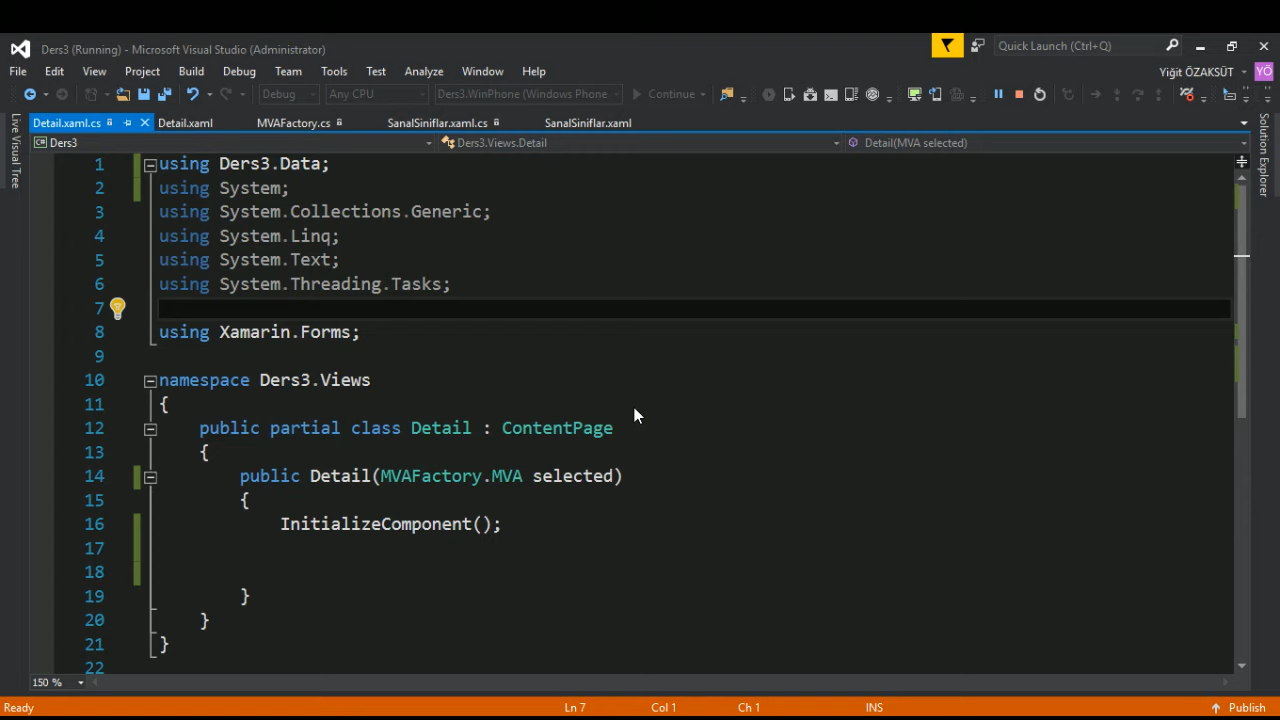 Ders3 (Running) - Microsoft Visual Studio (Administrator)
Quick Launch (Ctrl+Q)
File Edit View Project Build Debug Team Tools Test Analyze Window Help
Yiğit ÖZAKSÜT
YÖ
Debug
Any CPU
Ders3.WinPhone (Windows Phone
Continue
Detail.xaml.cs Detail.xaml MVAFactory.cs SanalSiniflar.xaml.cs SanalSiniflar.xaml
Live Visual Tree
Solution Explorer
Ders3
Ders3.Views.Detail
Detail(MVA selected)
1 using Ders3.Data;
2 using System;
3 using System.Collections.Generic;
4 using System.Linq;
5 using System.Text;
6 using System.Threading.Tasks;
7
8 using Xamarin.Forms;
9
10 namespace Ders3.Views
11 {
12 public partial class Detail : ContentPage
13 {
14 public Detail(MVAFactory.MVA selected)
15 {
16 InitializeComponent();
17
18
19 }
20 }
21 }
22
150 %
Ready
Ln 7 Col 1 Ch 1 INS
Publish